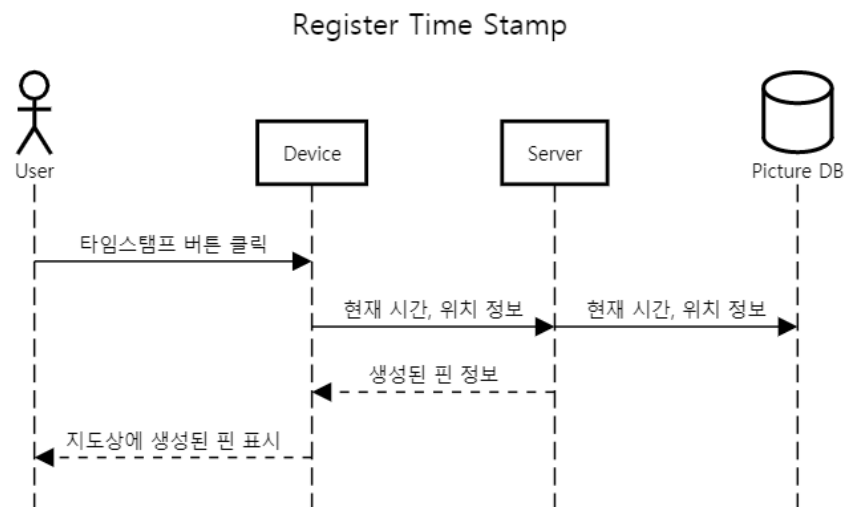 Register Time Stamp
User
Device
Server
Picture DB
타임스탬프 버튼 클릭
현재 시간, 위치 정보
현재 시간, 위치 정보
생성된 핀 정보
지도상에 생성된 핀 표시